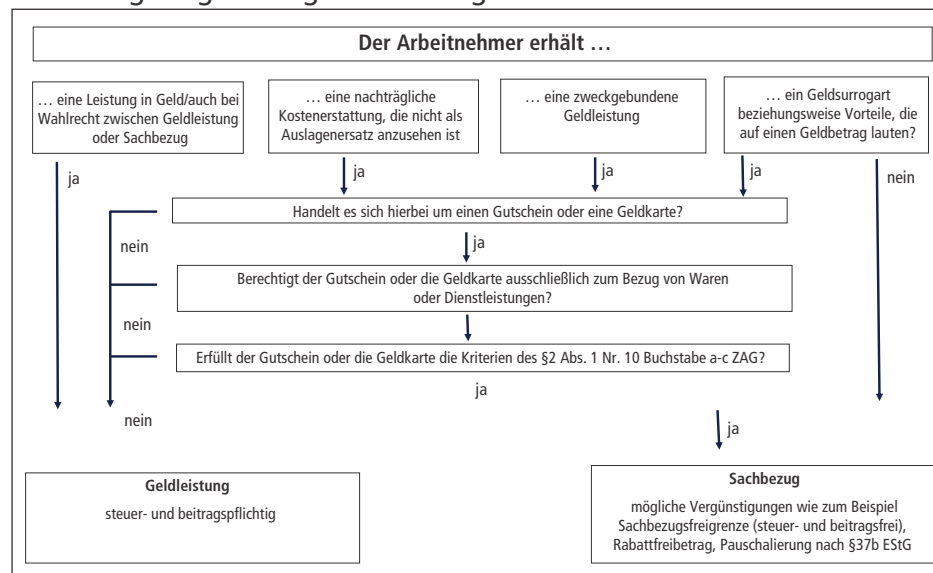 Der Arbeitnehmer erhält …
… eine Leistung in Geld/auch bei
Wahlrecht zwischen Geldleistung
oder Sachbezug
… eine nachträgliche
Kostenerstattung, die nicht als
Auslagenersatz anzusehen ist
… eine zweckgebundene
Geldleistung
… ein Geldsurrogart
beziehungsweise Vorteile, die
auf einen Geldbetrag lauten?
ja
ja
ja
ja
nein
Handelt es sich hierbei um einen Gutschein oder eine Geldkarte?
nein
ja
Berechtigt der Gutschein oder die Geldkarte ausschließlich zum Bezug von Waren
oder Dienstleistungen?
nein
Erfüllt der Gutschein oder die Geldkarte die Kriterien des §2 Abs. 1 Nr. 10 Buchstabe a-c ZAG?
ja
nein
ja
Geldleistung
steuer- und beitragspflichtig
Sachbezug
mögliche Vergünstigungen wie zum Beispiel
Sachbezugsfreigrenze (steuer- und beitragsfrei),
Rabattfreibetrag, Pauschalierung nach §37b EStG